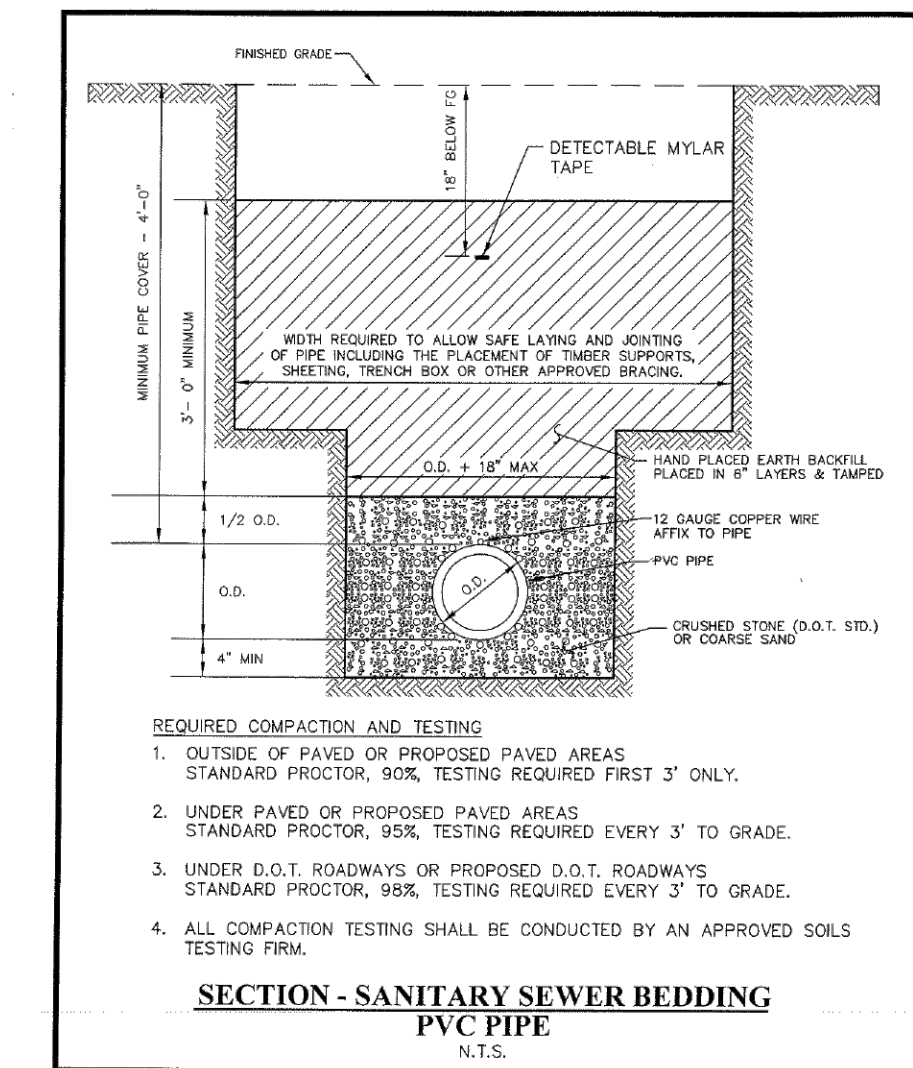 FINISHED GRADE
MINIMUM PIPE COVER - 4'-0"
3'- 0" MINIMUM
18" BELOW FG
DETECTABLE MYLAR
TAPE
WIDTH REQUIRED TO ALLOW SAFE LAYING AND JOINTING
OF PIPE INCLUDING THE PLACEMENT OF TIMBER SUPPORTS,
SHEETING, TRENCH BOX OR OTHER APPROVED BRACING.
HAND PLACED EARTH BACKFILL
PLACED IN 6" LAYERS & TAMPED
O.D. + 18" MAX
1/2 O.D.
12 GAUGE COPPER WIRE
AFFIX TO PIPE
PVC PIPE
O.D.
O.D.
CRUSHED STONE (D.O.T. STD.)
OR COARSE SAND
4" MIN
REQUIRED COMPACTION AND TESTING
1. OUTSIDE OF PAVED OR PROPOSED PAVED AREAS
STANDARD PROCTOR, 90%, TESTING REQUIRED FIRST 3' ONLY.
2. UNDER PAVED OR PROPOSED PAVED AREAS
STANDARD PROCTOR, 95%, TESTING REQUIRED EVERY 3' TO GRADE.
3. UNDER D.O.T. ROADWAYS OR PROPOSED D.O.T. ROADWAYS
STANDARD PROCTOR, 98%, TESTING REQUIRED EVERY 3' TO GRADE.
4. ALL COMPACTION TESTING SHALL BE CONDUCTED BY AN APPROVED SOILS
TESTING FIRM.
SECTION - SANITARY SEWER BEDDING
PVC PIPE
N.T.S.